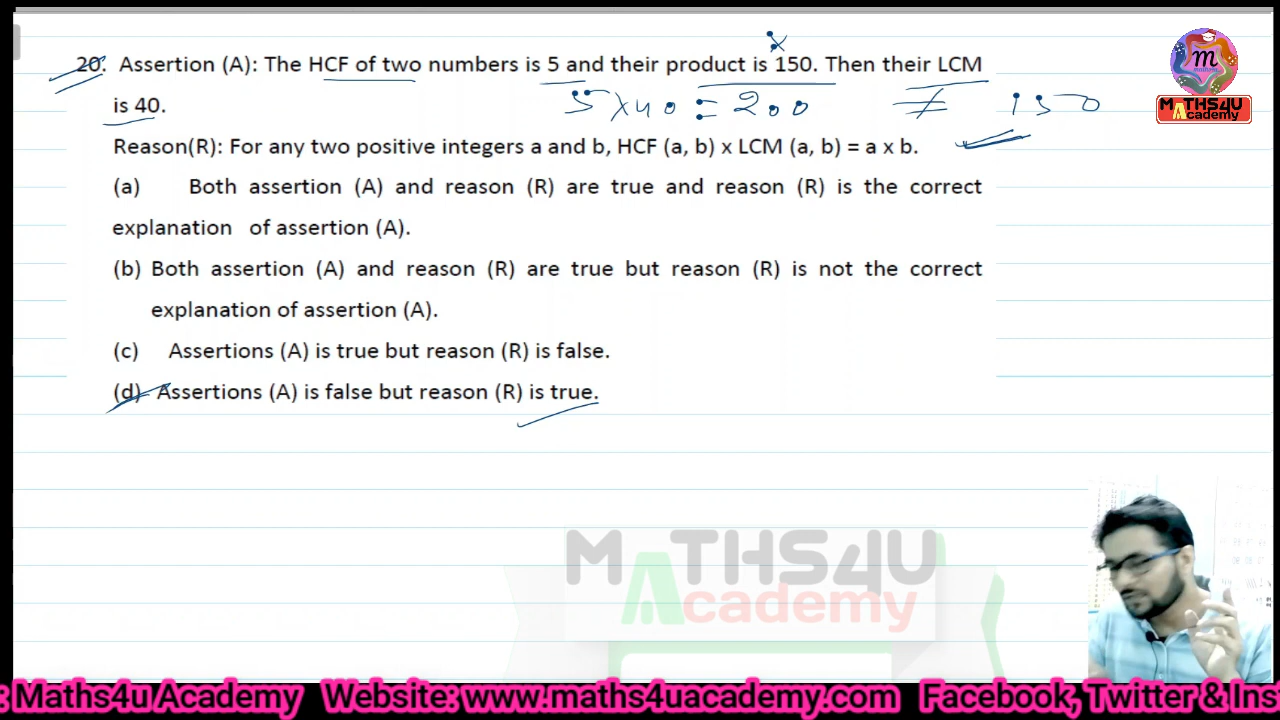 20. Assertion (A): The HCF of two numbers is 5 and their product is 150. Then their LCM
is 40.
5 x 40 = 200 ≠ 150
Reason(R): For any two positive integers a and b, HCF (a, b) x LCM (a, b) = a x b.
(a) Both assertion (A) and reason (R) are true and reason (R) is the correct
explanation of assertion (A).
(b) Both assertion (A) and reason (R) are true but reason (R) is not the correct
explanation of assertion (A).
(c) Assertions (A) is true but reason (R) is false.
(d) Assertions (A) is false but reason (R) is true.
m
MATHS4U
Academy
MATHS4U
Academy
: Maths4u Academy Website: www.maths4uacademy.com Facebook, Twitter & Inst